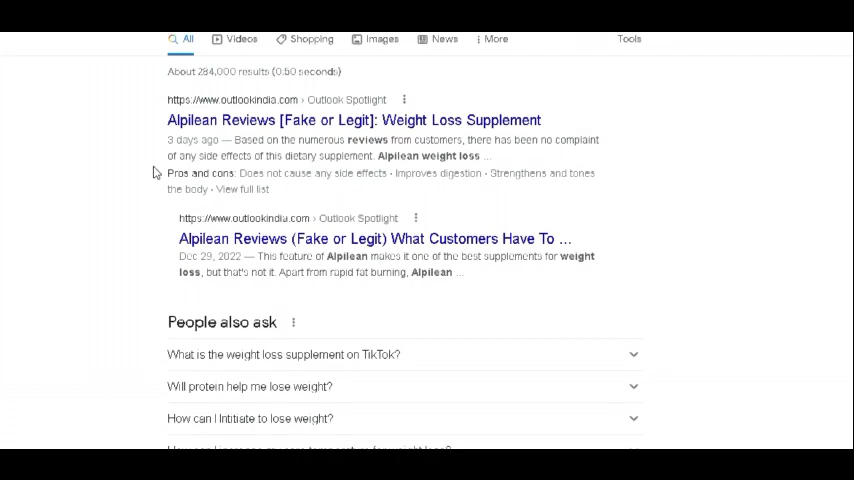 All Videos Shopping Images News More Tools
About 284,000 results (0.50 seconds)
https://www.outlookindia.com › Outlook Spotlight
Alpilean Reviews [Fake or Legit]: Weight Loss Supplement
3 days ago — Based on the numerous reviews from customers, there has been no complaint
of any side effects of this dietary supplement. Alpilean weight loss ...
Pros and cons: Does not cause any side effects · Improves digestion · Strengthens and tones
the body · View full list
https://www.outlookindia.com › Outlook Spotlight
Alpilean Reviews (Fake or Legit) What Customers Have To ...
Dec 29, 2022 — This feature of Alpilean makes it one of the best supplements for weight
loss, but that's not it. Apart from rapid fat burning, Alpilean ...
People also ask
What is the weight loss supplement on TikTok?
Will protein help me lose weight?
How can I Intitiate to lose weight?